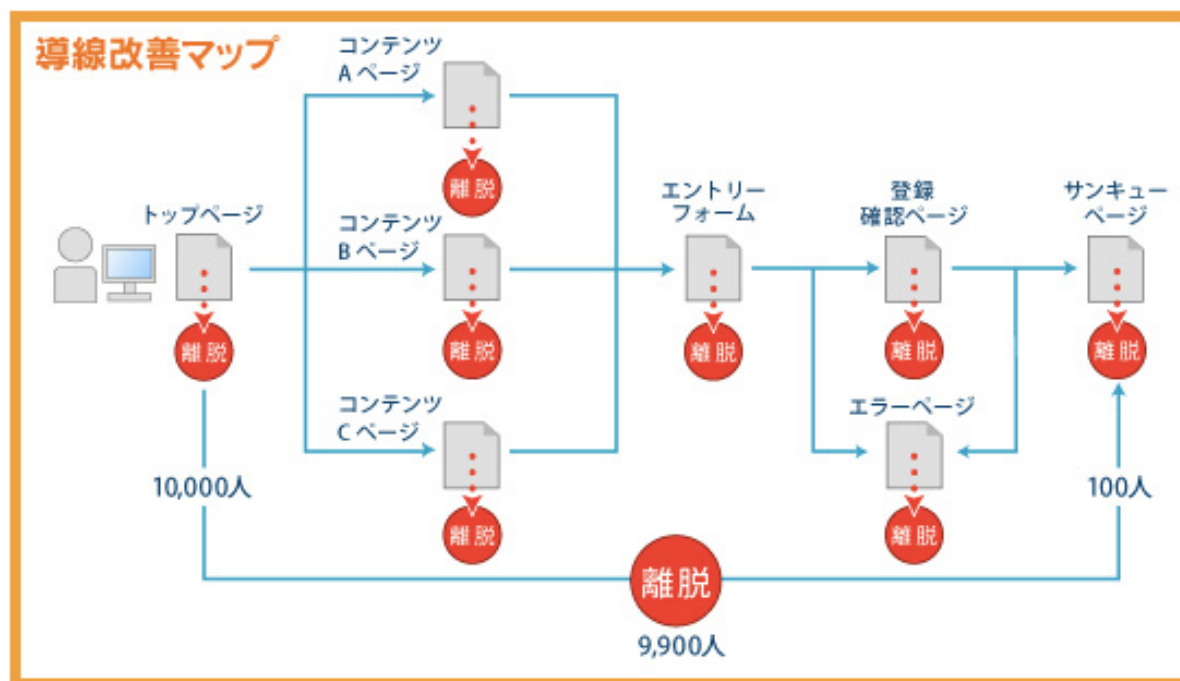 導線改善マップ
コンテンツ
A ページ
離脱
トップページ
離脱
コンテンツ
B ページ
離脱
コンテンツ
C ページ
離脱
エントリー
フォーム
離脱
登録
確認ページ
離脱
エラーページ
離脱
サンキュー
ページ
離脱
10,000人
離脱
9,900人
100人